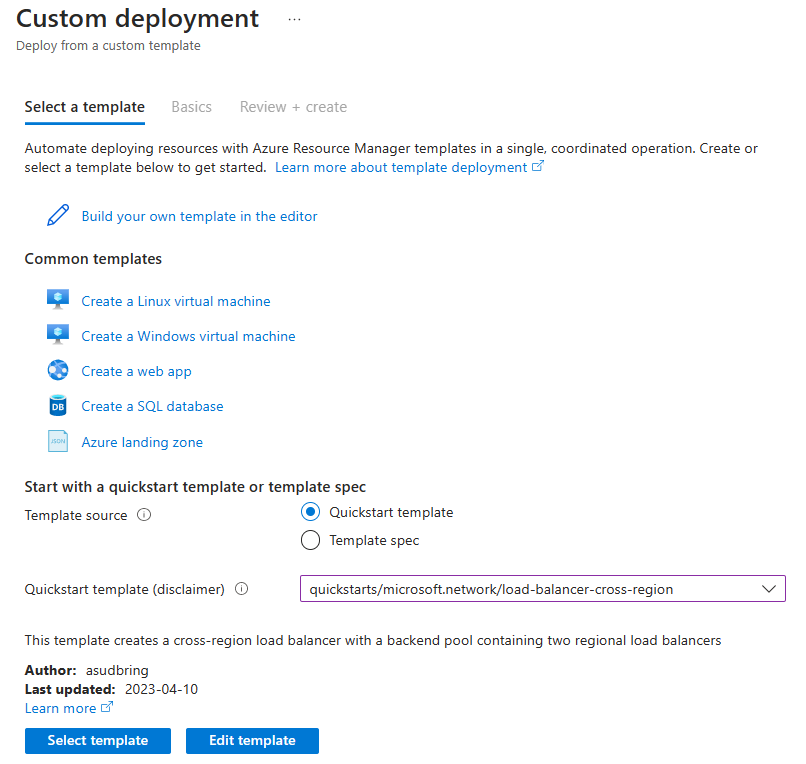 Custom deployment ...
Deploy from a custom template
Select a template Basics Review + create
Automate deploying resources with Azure Resource Manager templates in a single, coordinated operation. Create or
select a template below to get started. Learn more about template deployment
Build your own template in the editor
Common templates
Create a Linux virtual machine
Create a Windows virtual machine
Create a web app
DB Create a SQL database
JSON Azure landing zone
Start with a quickstart template or template spec
Template source Quickstart template
Template spec
Quickstart template (disclaimer) quickstarts/microsoft.network/load-balancer-cross-region
This template creates a cross-region load balancer with a backend pool containing two regional load balancers
Author: asudbring
Last updated: 2023-04-10
Learn more
Select template Edit template